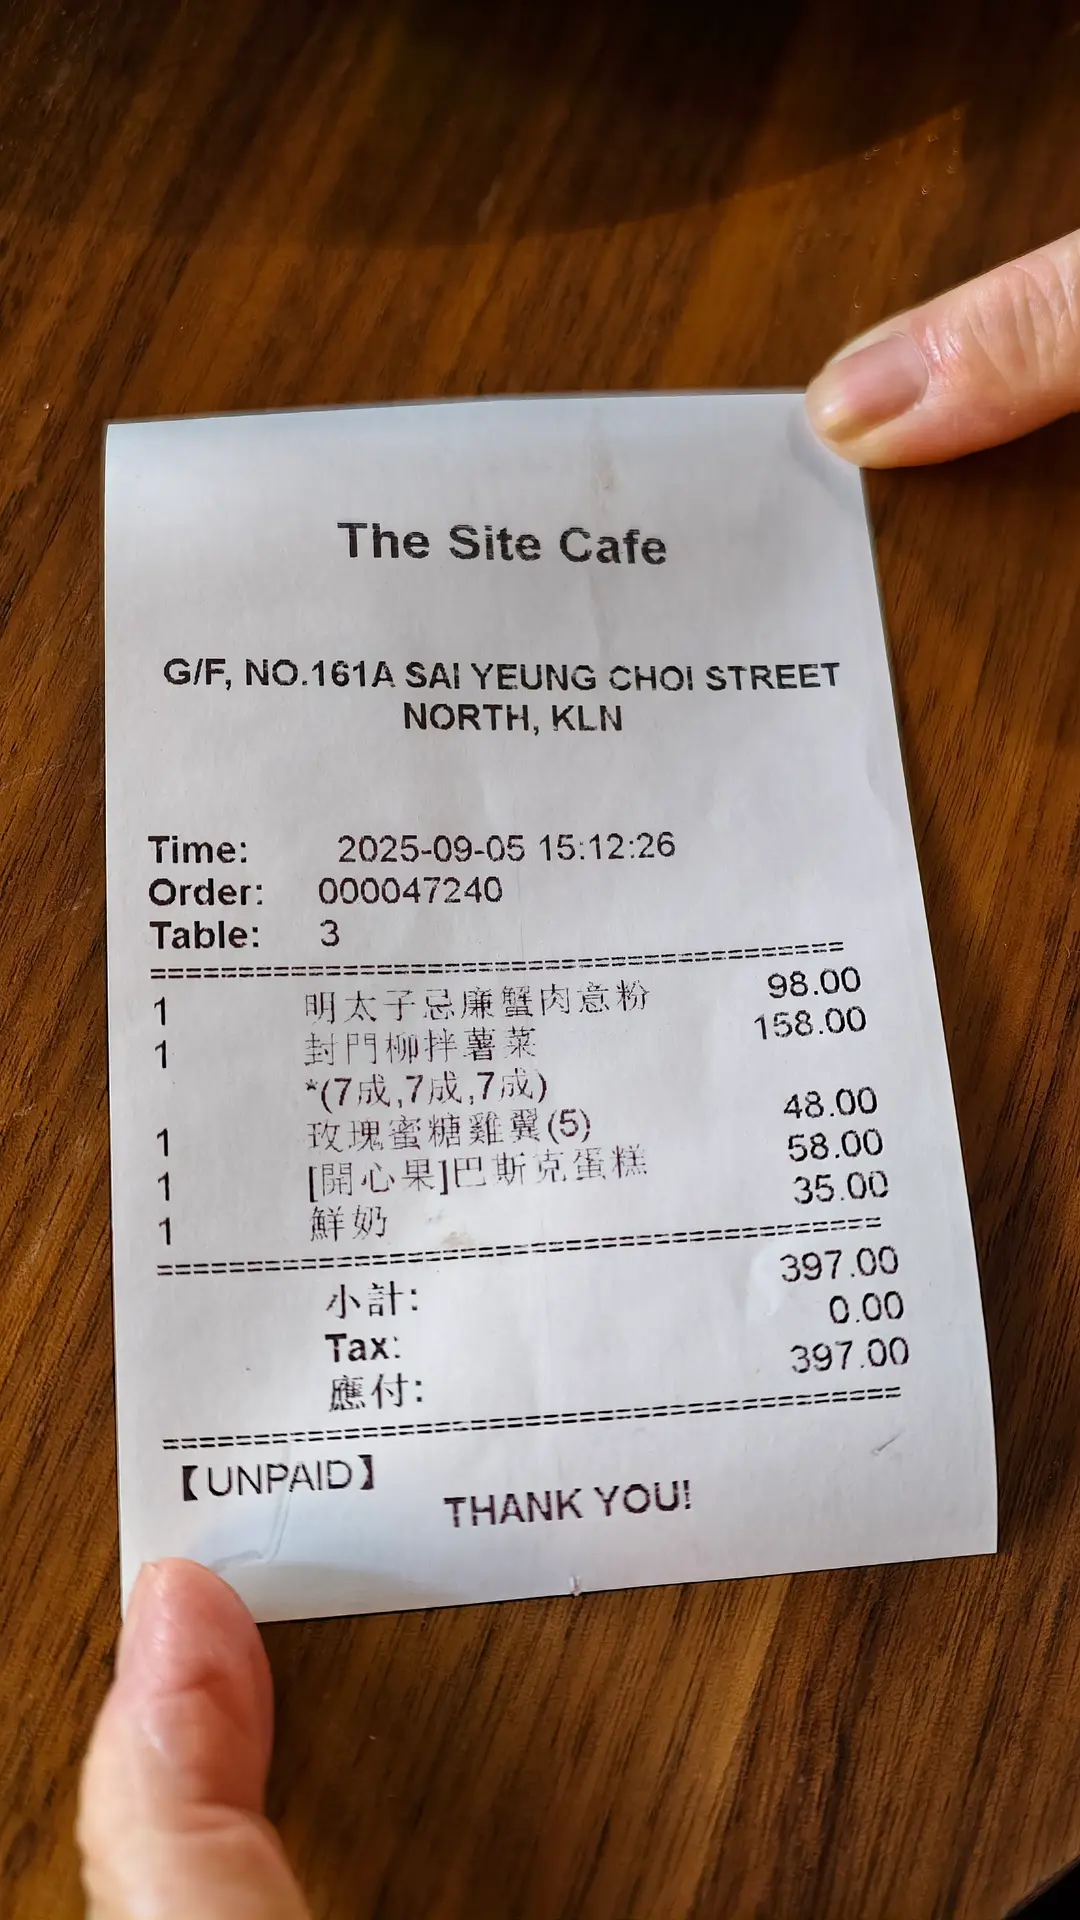 The Site Cafe
G/F, NO.161A SAI YEUNG CHOI STREET
NORTH, KLN
Time: 2025-09-05 15:12:26
Order: 000047240
Table: 3
1 明太子忌廉蟹肉意粉 98.00
1 封門柳拌薯菜 158.00
*(7成,7成,7成)
1 玫瑰蜜糖雞翼(5) 48.00
1 [開心果]巴斯克蛋糕 58.00
1 鮮奶 35.00
小計: 397.00
Tax: 0.00
應付: 397.00
【UNPAID】
THANK YOU!